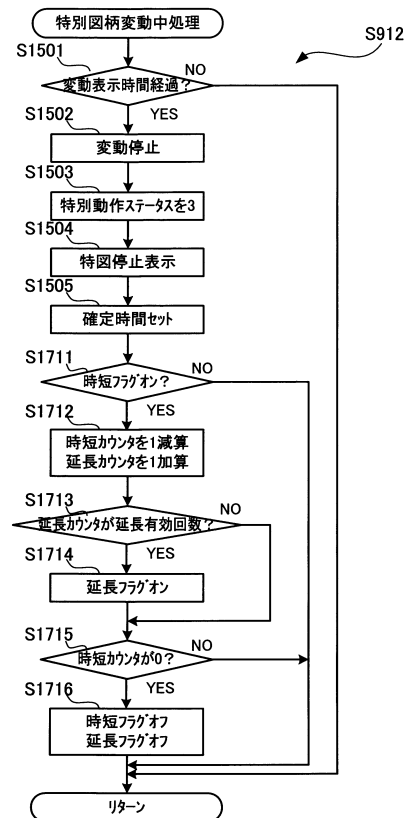 特別図柄変動中処理
S912
S1501
変動表示時間経過？
NO
YES
S1502
変動停止
S1503
特別動作ステータスを3
S1504
特図停止表示
S1505
確定時間セット
S1711
時短フラグオン？
NO
YES
S1712
時短カウンタを1減算
延長カウンタを1加算
S1713
延長カウンタが延長有効回数？
NO
YES
S1714
延長フラグオン
S1715
時短カウンタが0？
NO
YES
S1716
時短フラグオフ
延長フラグオフ
リターン